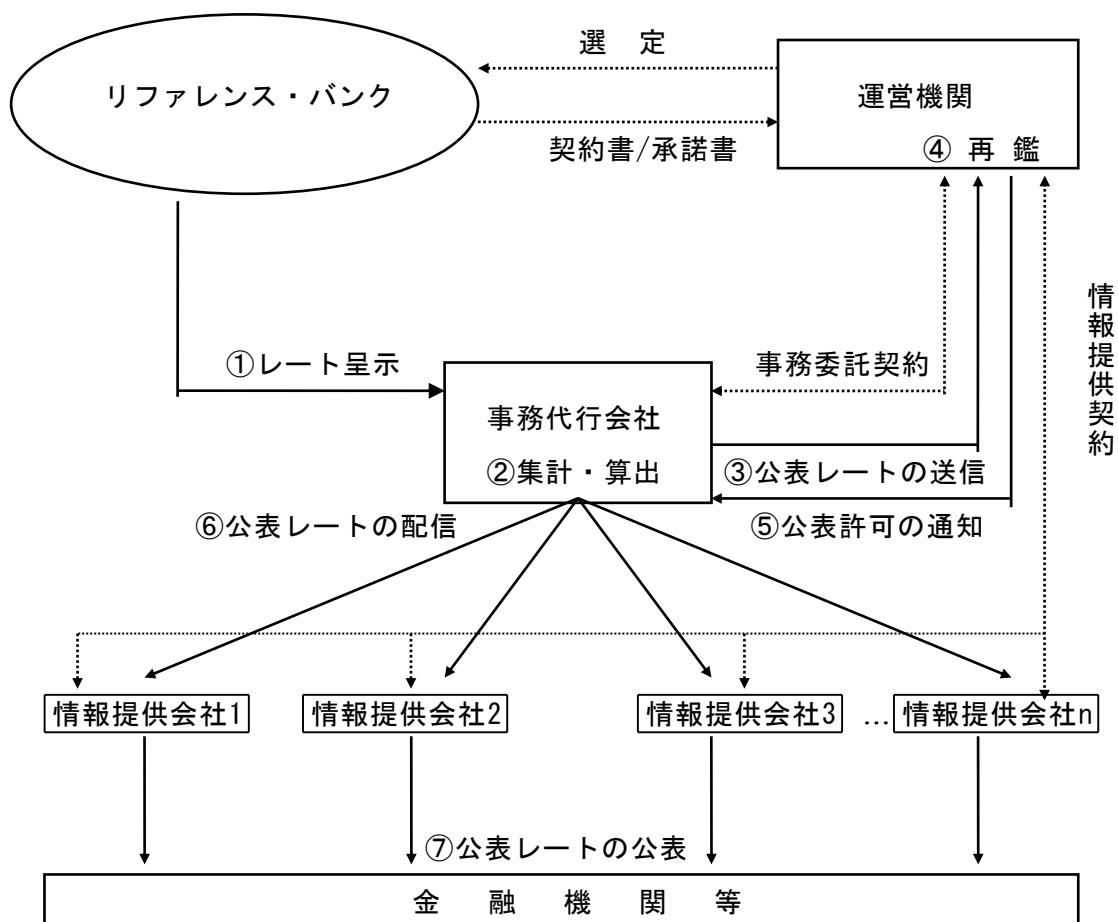 選 定
リファレンス・バンク
運営機関
契約書/承諾書
④再 鑑
情報提供契約
①レート呈示
事務委託契約
事務代行会社
②集計・算出
③公表レートの送信
⑥公表レートの配信
⑤公表許可の通知
情報提供会社1
情報提供会社2
情報提供会社3
…
情報提供会社n
⑦公表レートの公表
金 融 機 関 等